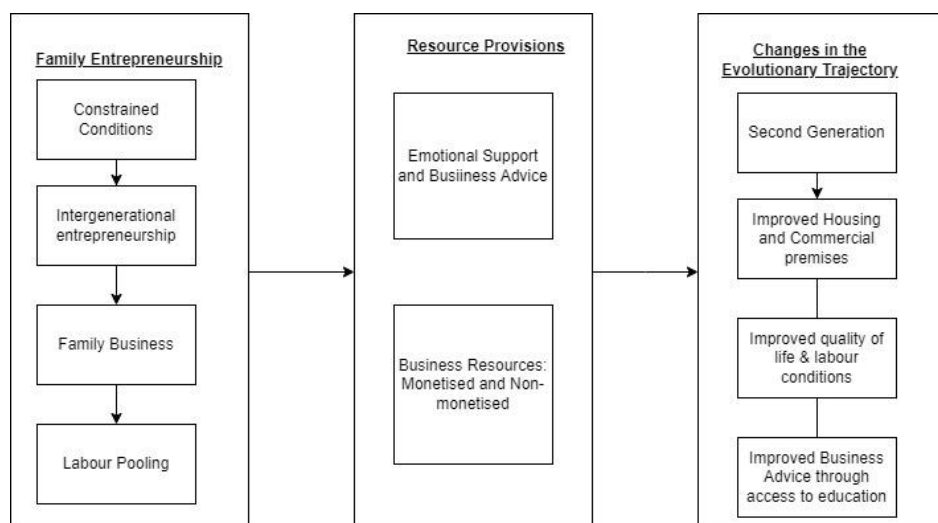 Family Entrepreneurship
Constrained
Conditions
Intergenerational
entrepreneurship
Family Business
Labour Pooling
Resource Provisions
Emotional Support
and Busiiness Advice
Business Resources:
Monetised and Non-
monetised
Changes in the
Evolutionary Trajectory
Second Generation
Improved Housing
and Commercial
premises
Improved quality of
life & labour
conditions
Improved Business
Advice through
access to education